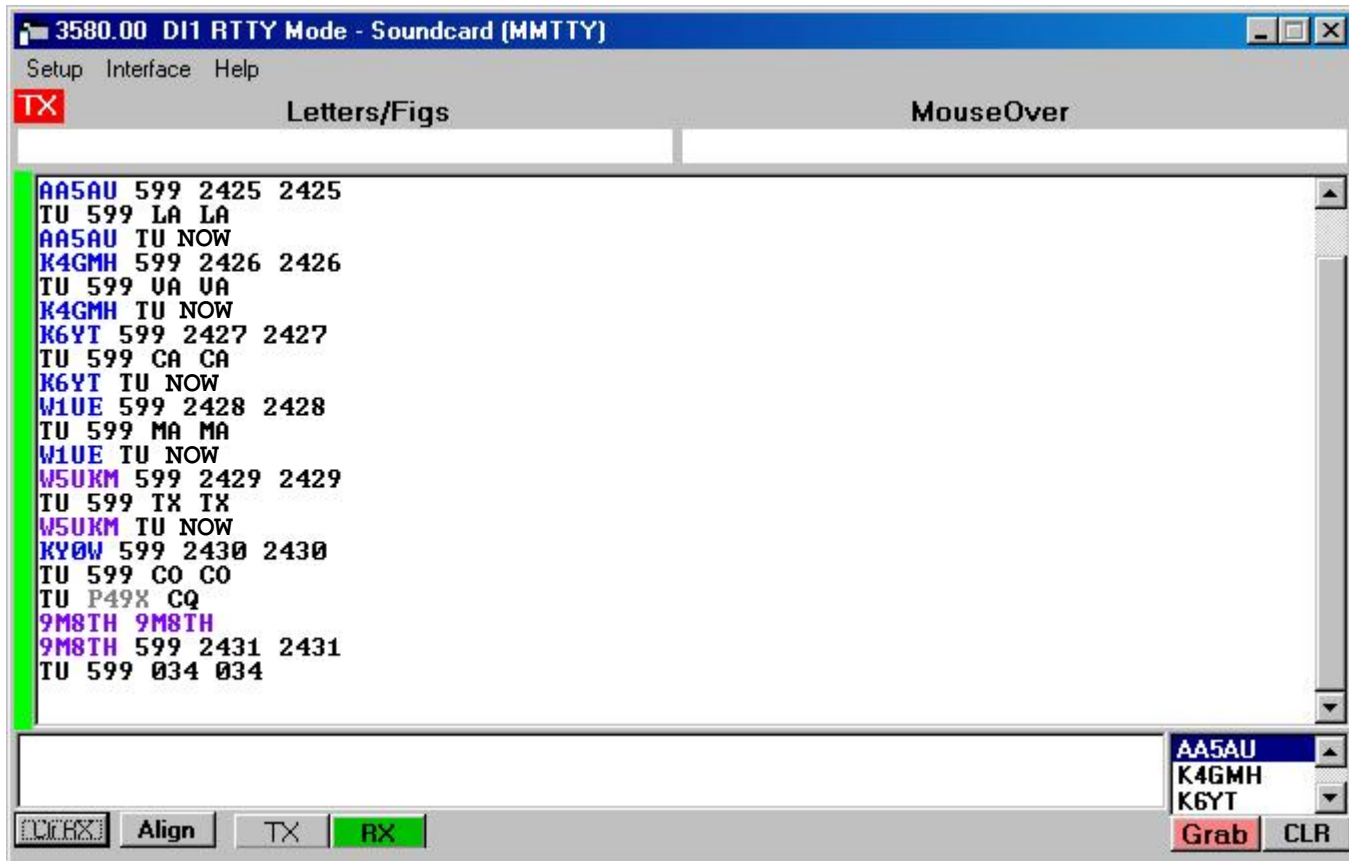 3580.00 DI1 RTTY Mode - Soundcard (MMTTY)
Setup Interface Help
TX Letters/Figs MouseOver
AA5AU 599 2425 2425
TU 599 LA LA
AA5AU TU NOW
K4GMH 599 2426 2426
TU 599 VA VA
K4GMH TU NOW
K6YT 599 2427 2427
TU 599 CA CA
K6YT TU NOW
W1UE 599 2428 2428
TU 599 MA MA
W1UE TU NOW
W5UKM 599 2429 2429
TU 599 TX TX
W5UKM TU NOW
KY0W 599 2430 2430
TU 599 CO CO
TU P49X CQ
9M8TH 9M8TH
9M8TH 599 2431 2431
TU 599 034 034
AA5AU
K4GMH
K6YT
Clr RX Align TX RX Grab CLR